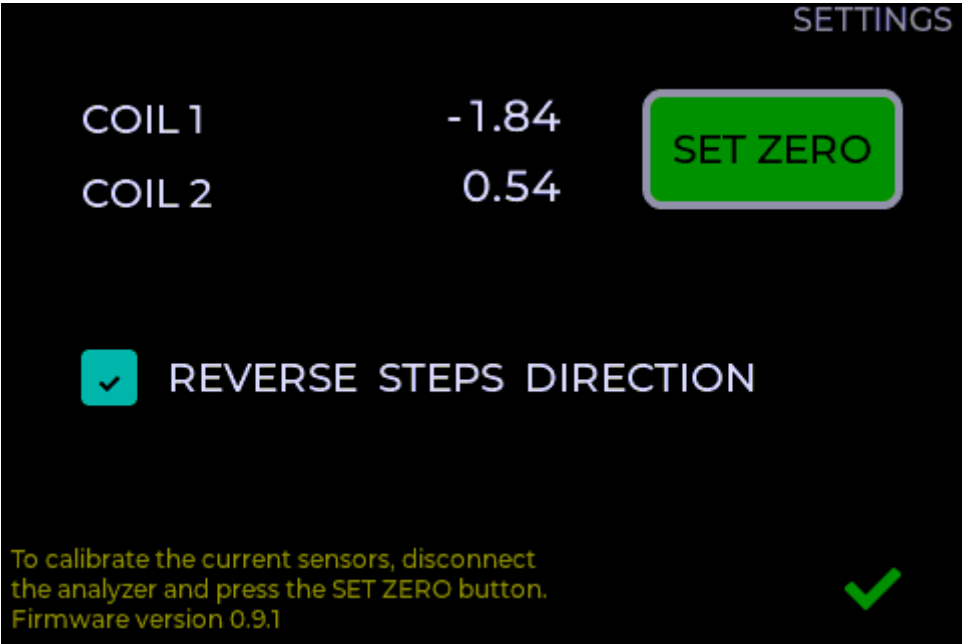 SETTINGS
COIL 1 -1.84
SET ZERO
COIL 2 0.54
REVERSE STEPS DIRECTION
To calibrate the current sensors, disconnect
the analyzer and press the SET ZERO button.
Firmware version 0.9.1